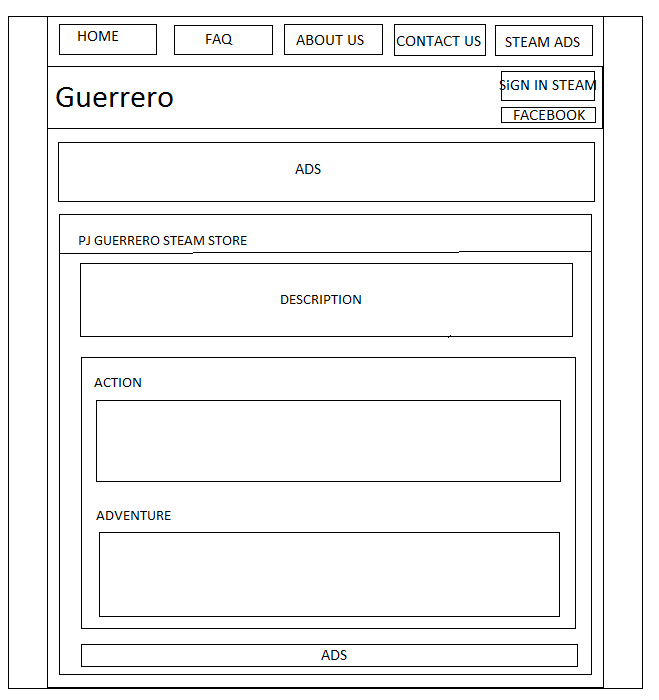 HOME
FAQ
ABOUT US
CONTACT US
STEAM ADS
Guerrero
SiGN IN STEAM
FACEBOOK
ADS
PJ GUERRERO STEAM STORE
DESCRIPTION
ACTION
ADVENTURE
ADS